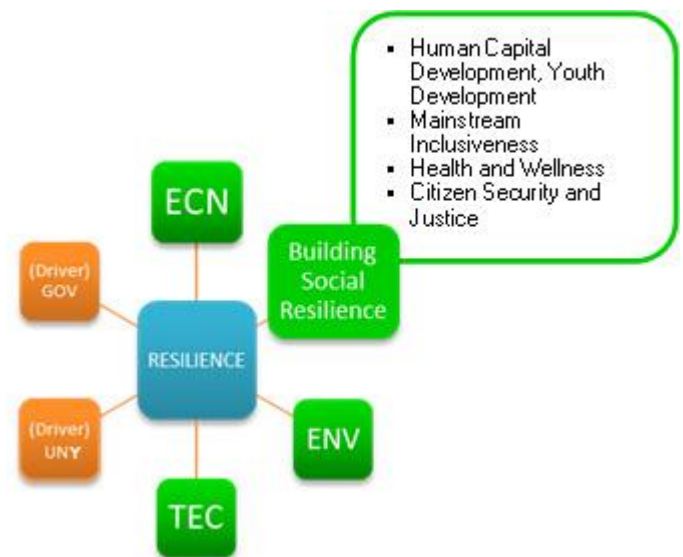 ▪ Human Capital
Development, Youth
Development
▪ Mainstream
Inclusiveness
▪ Health and Wellness
▪ Citizen Security and
Justice
ECN
Building
Social
Resilience
(Driver)
GOV
RESILIENCE
(Driver)
UNY
ENV
TEC